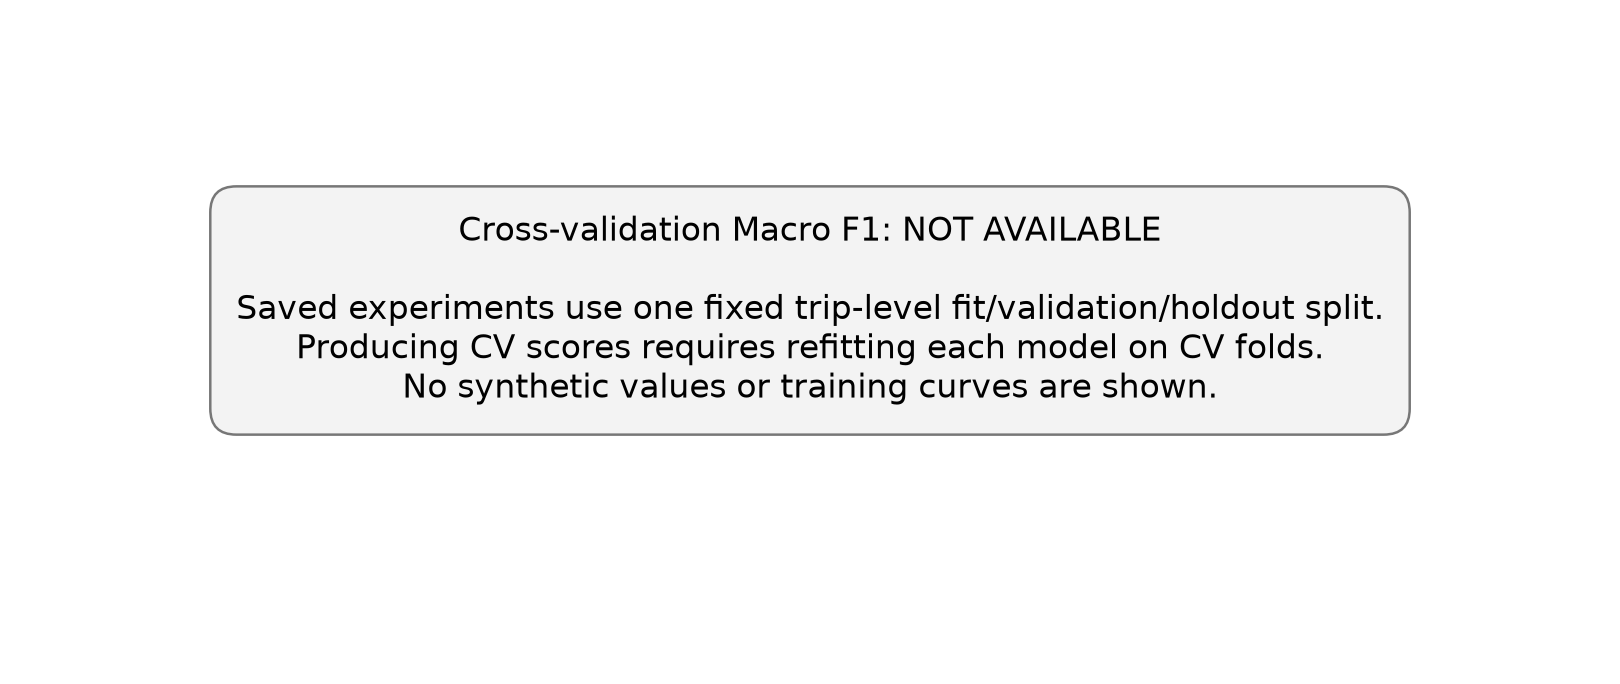 Cross-validation Macro F1: NOT AVAILABLE
Saved experiments use one fixed trip-level fit/validation/holdout split.
Producing CV scores requires refitting each model on CV folds.
No synthetic values or training curves are shown.